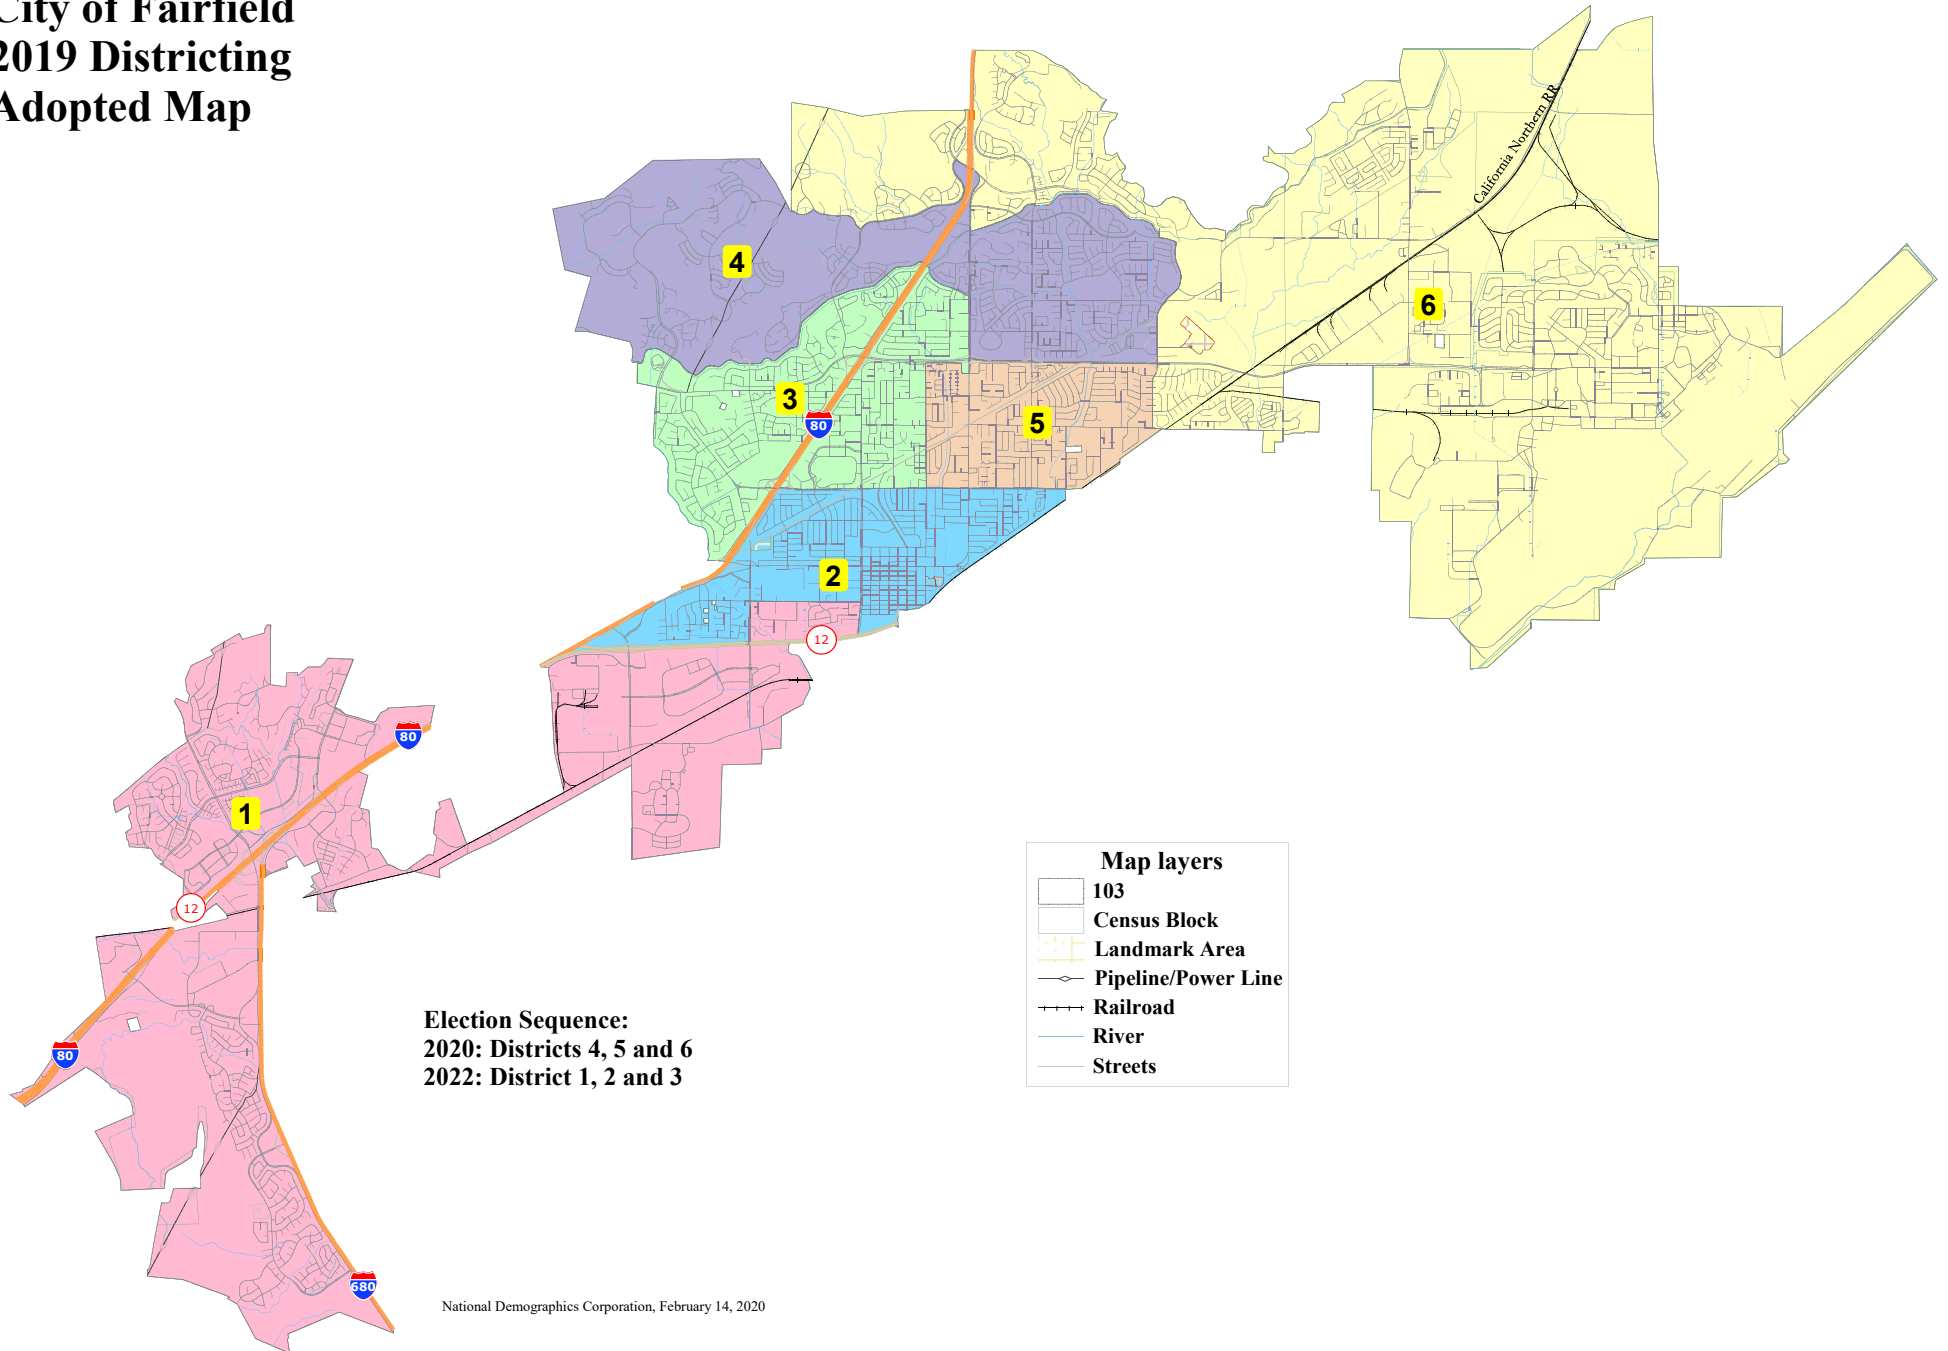 City of Fairfield
2019 Districting
Adopted Map
California Northern RR
4
6
3
80
5
2
12
80
1
12
80
680
Map layers
103
Census Block
Landmark Area
Pipeline/Power Line
Railroad
River
Streets
Election Sequence:
2020: Districts 4, 5 and 6
2022: District 1, 2 and 3
National Demographics Corporation, February 14, 2020